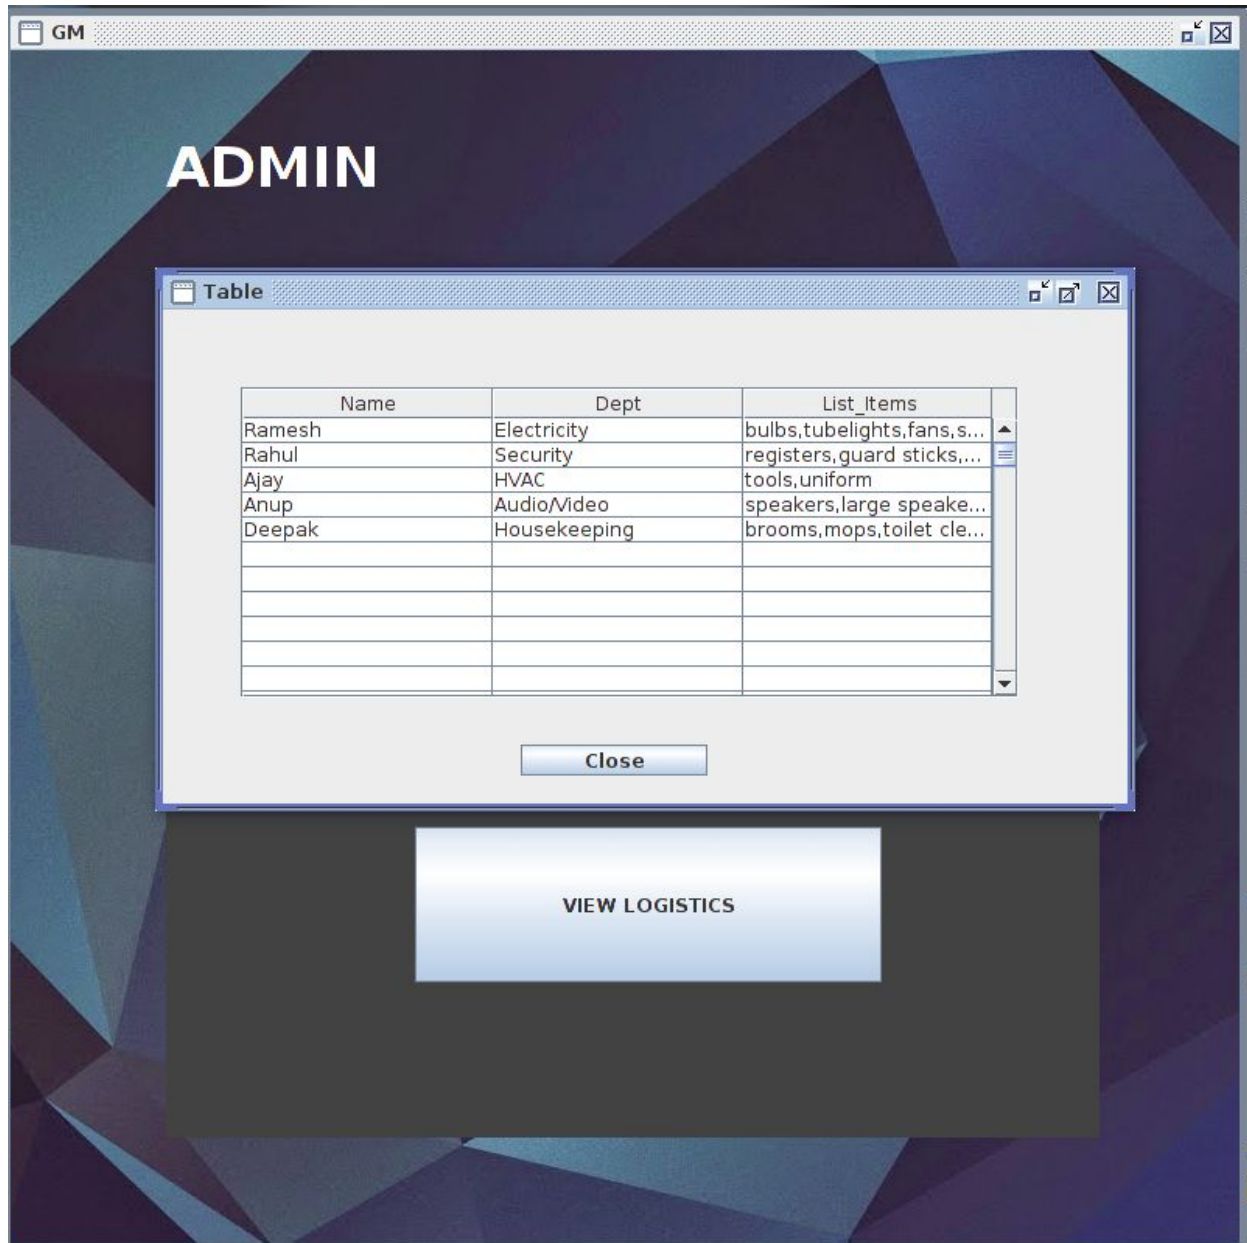 GM
ADMIN
Table
Name Dept List_Items
Ramesh Electricity bulbs,tubelights,fans,s...
Rahul Security registers,guard sticks,...
Ajay HVAC tools,uniform
Anup Audio/Video speakers,large speake...
Deepak Housekeeping brooms,mops,toilet cle...
Close
VIEW LOGISTICS